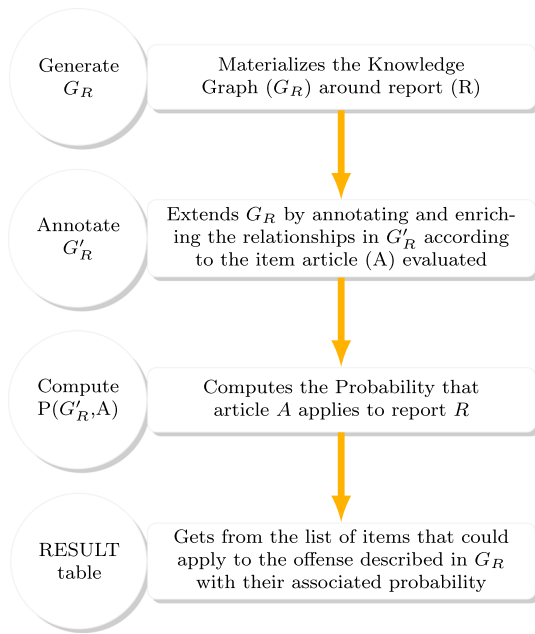 Generate
G_R
Materializes the Knowledge
Graph (G_R) around report (R)
Annotate
G'_R
Extends G_R by annotating and enrich-
ing the relationships in G'_R according
to the item article (A) evaluated
Compute
P(G'_R,A)
Computes the Probability that
article A applies to report R
RESULT
table
Gets from the list of items that could
apply to the offense described in G_R
with their associated probability